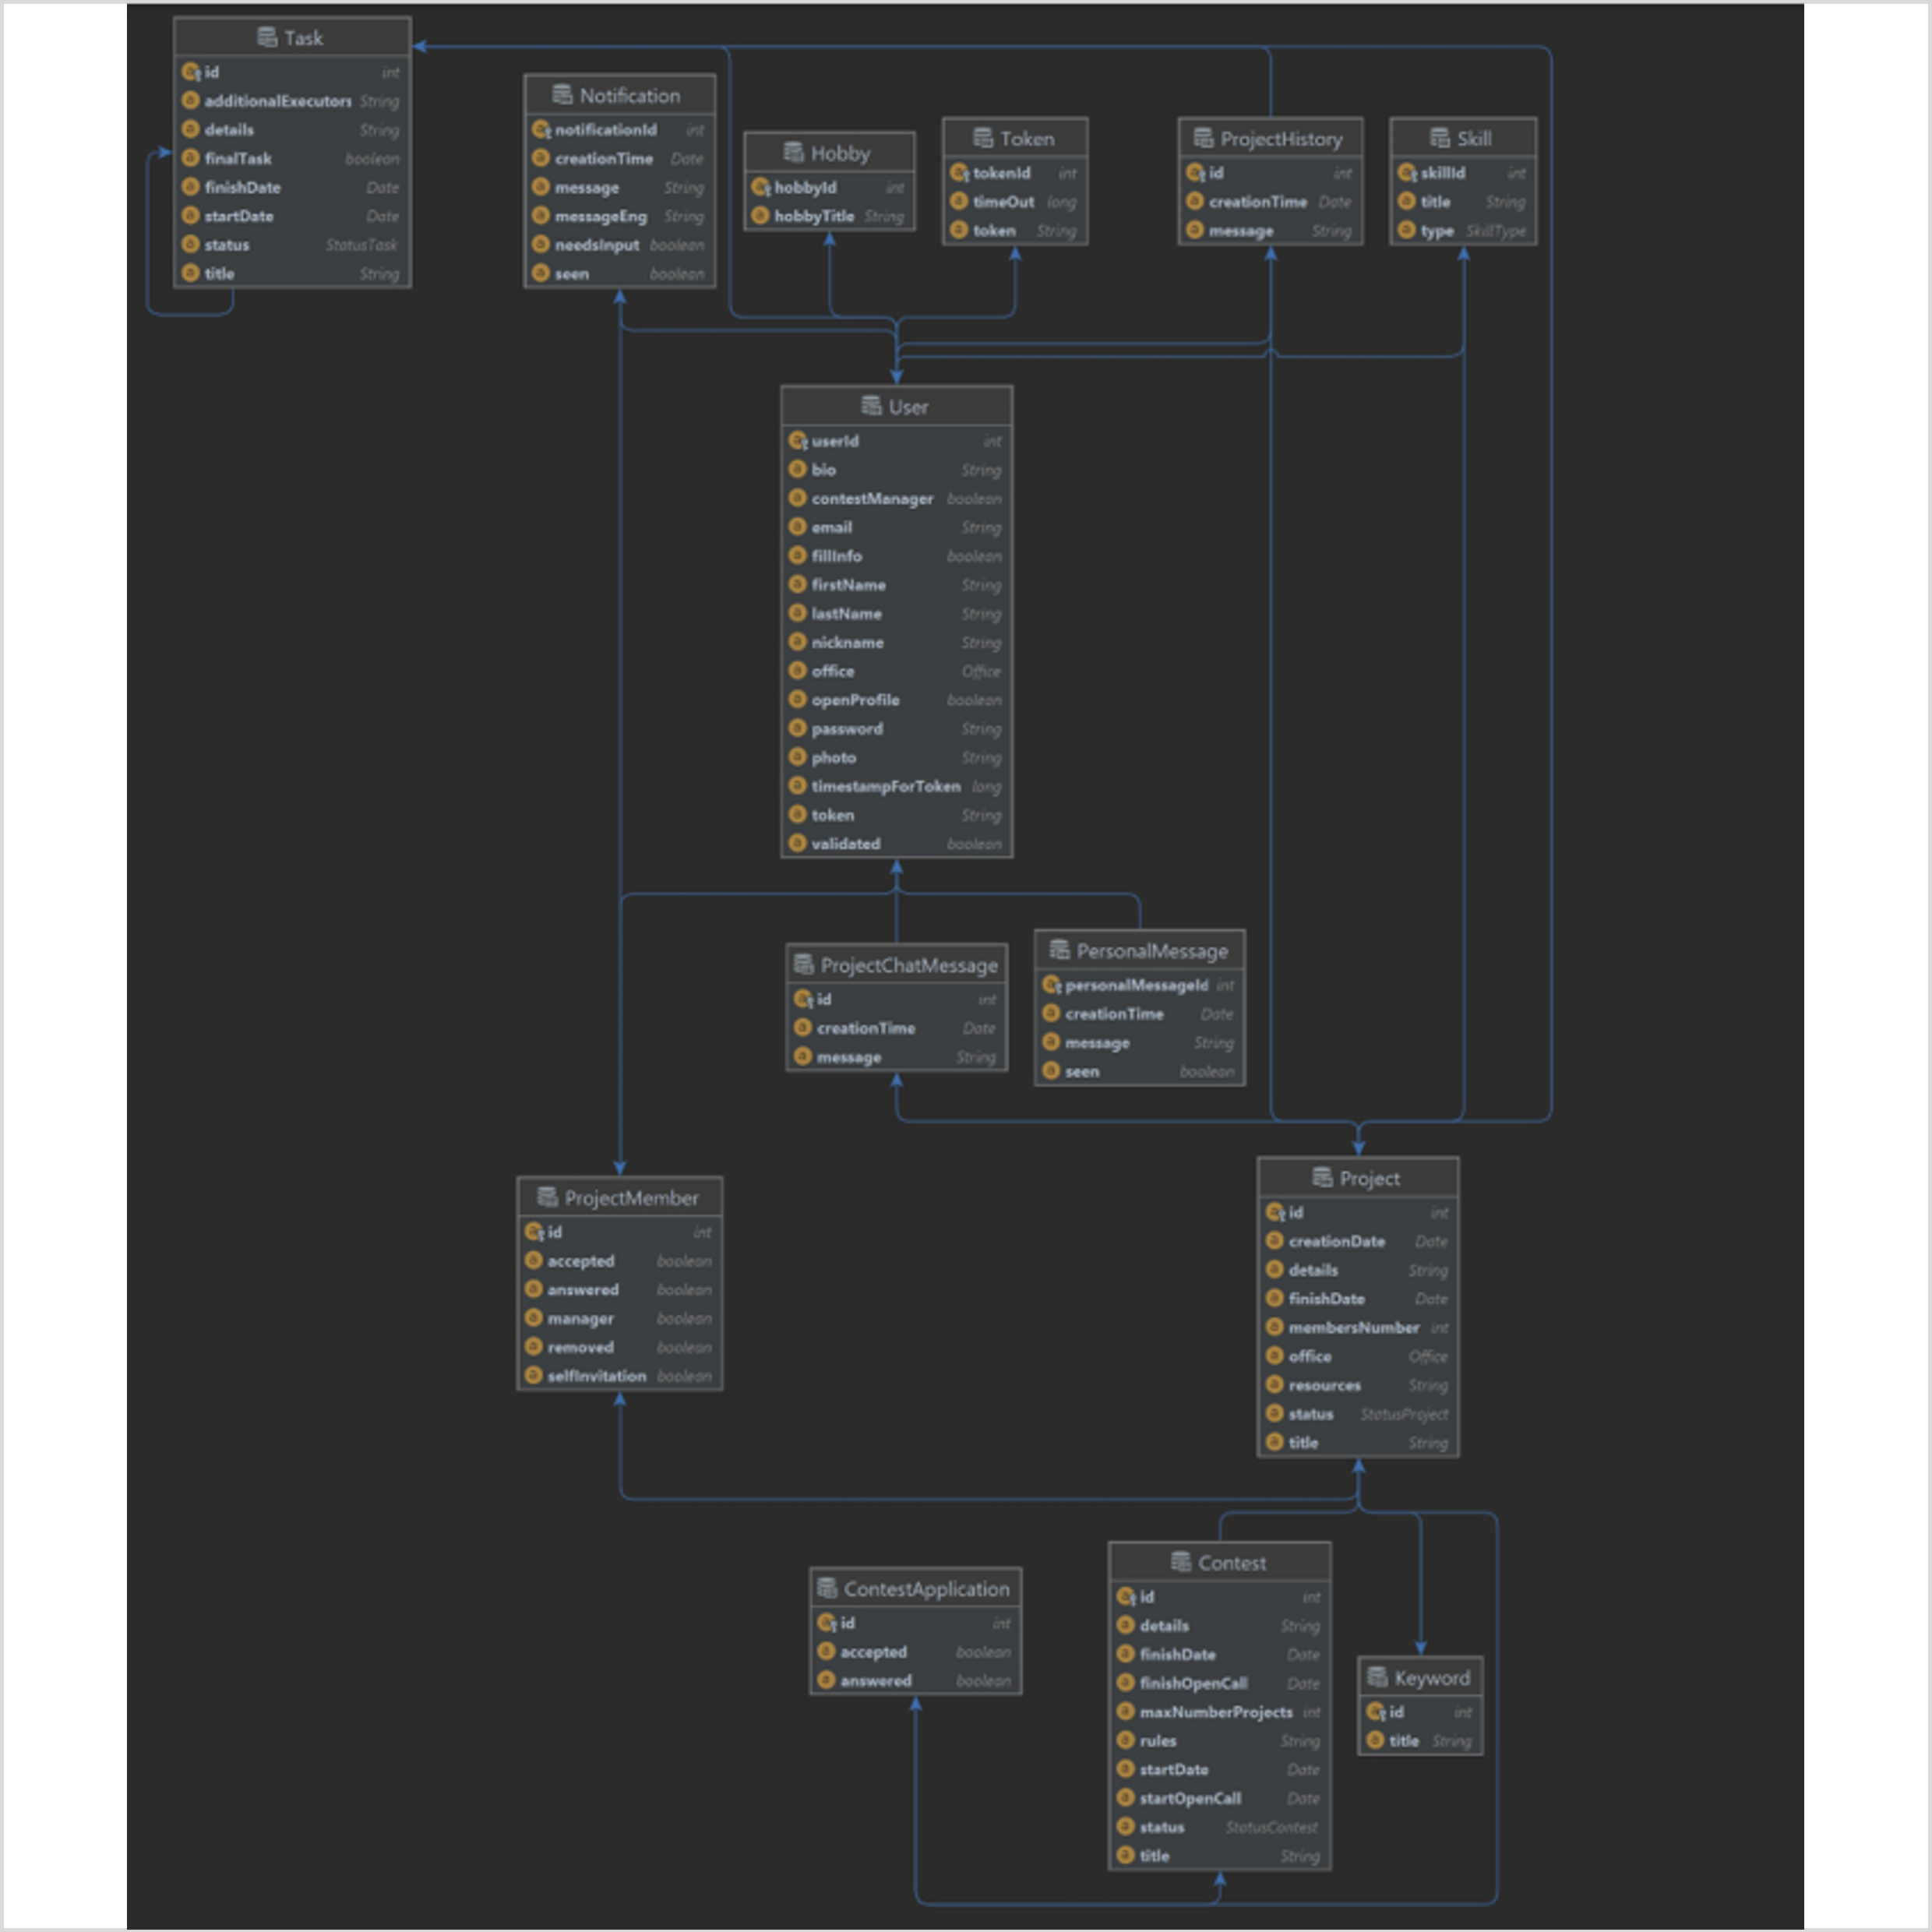 Task
id int
additionalExecutors String
details String
finalTask boolean
finishDate Date
startDate Date
status StatusTask
title String
Notification
notificationId int
creationTime Date
message String
messageEng String
needsInput boolean
seen boolean
Hobby
hobbyId int
hobbyTitle String
Token
tokenId int
timeOut long
token String
ProjectHistory
id int
creationTime Date
message String
Skill
skillId int
title String
type SkillType
User
userId int
bio String
contestManager boolean
email String
fillInfo boolean
firstName String
lastName String
nickname String
office Office
openProfile boolean
password String
photo String
timestampForToken long
token String
validated boolean
ProjectChatMessage
id int
creationTime Date
message String
PersonalMessage
personalMessageId int
creationTime Date
message String
seen boolean
ProjectMember
id int
accepted boolean
answered boolean
manager boolean
removed boolean
selfInvitation boolean
Project
id int
creationDate Date
details String
finishDate Date
membersNumber int
office Office
resources String
status StatusProject
title String
ContestApplication
id int
accepted boolean
answered boolean
Contest
id int
details String
finishDate Date
finishOpenCall Date
maxNumberProjects int
rules String
startDate Date
startOpenCall Date
status StatusContest
title String
Keyword
id int
title String